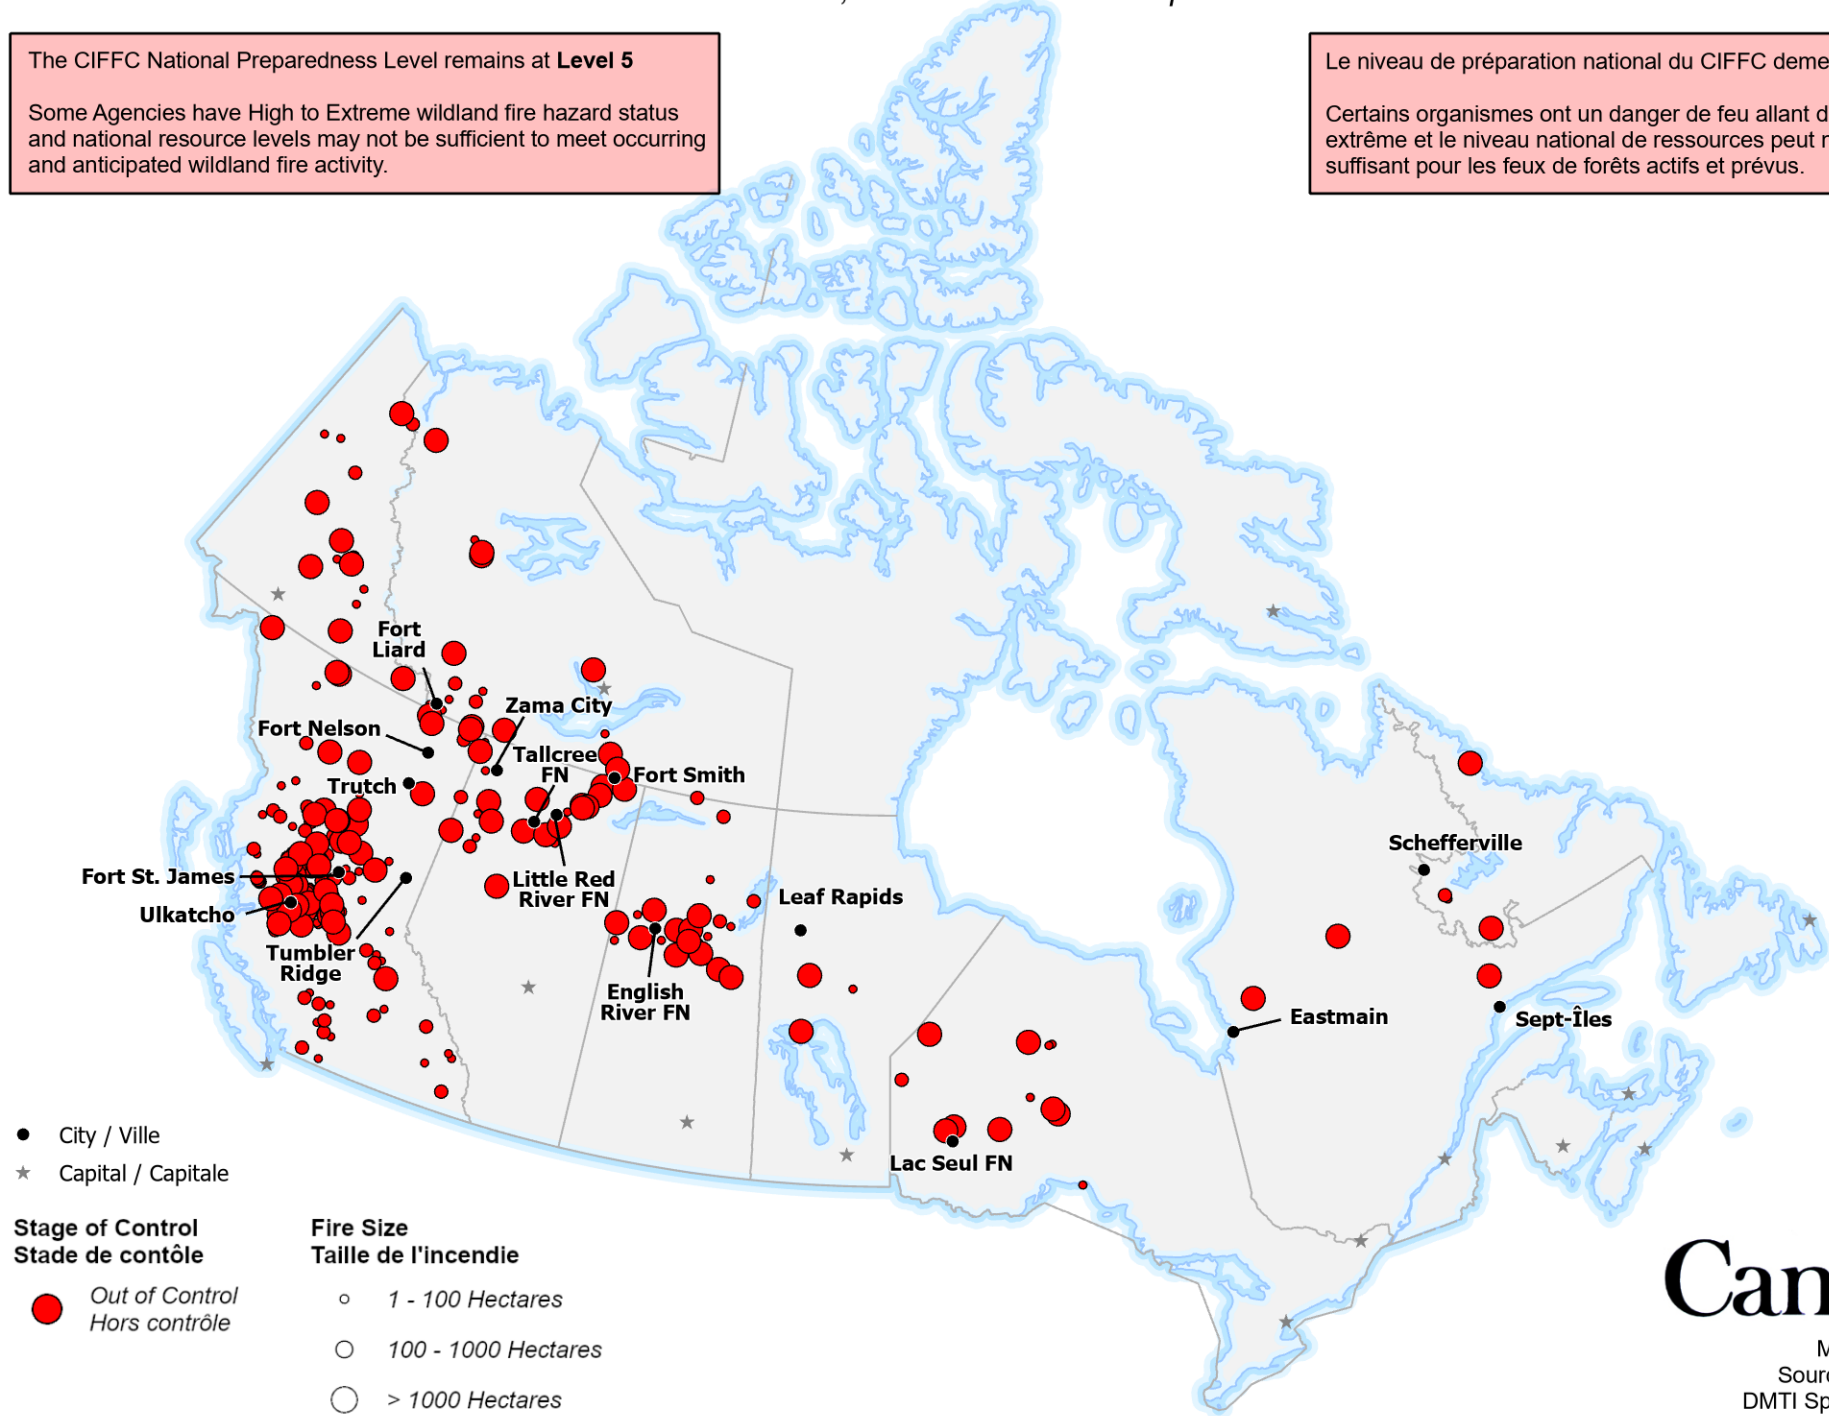 The CIFFC National Preparedness Level remains at Level 5
Some Agencies have High to Extreme wildland fire hazard status
and national resource levels may not be sufficient to meet occurring
and anticipated wildland fire activity.
Le niveau de préparation national du CIFFC deme
Certains organismes ont un danger de feu allant d
extrême et le niveau national de ressources peut
suffisant pour les feux de forêts actifs et prévus.
Fort
Liard
Zama City
Fort Nelson
Tallcree
FN
Fort Smith
Trutch
Schefferville
Fort St. James
Little Red
River FN
Leaf Rapids
Ulkatcho
Tumbler
Ridge
English
River FN
Eastmain
Sept-Îles
Lac Seul FN
City / Ville
Capital / Capitale
Stage of Control
Stade de contôle
Out of Control
Hors contrôle
Fire Size
Taille de l'incendie
1 - 100 Hectares
100 - 1000 Hectares
> 1000 Hectares
Can
M
Sour
DMTI Sp